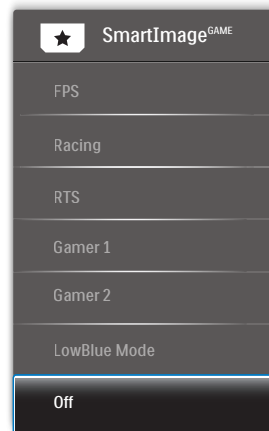 SmartImageGAME
FPS
Racing
RTS
Gamer 1
Gamer 2
LowBlue Mode
Off